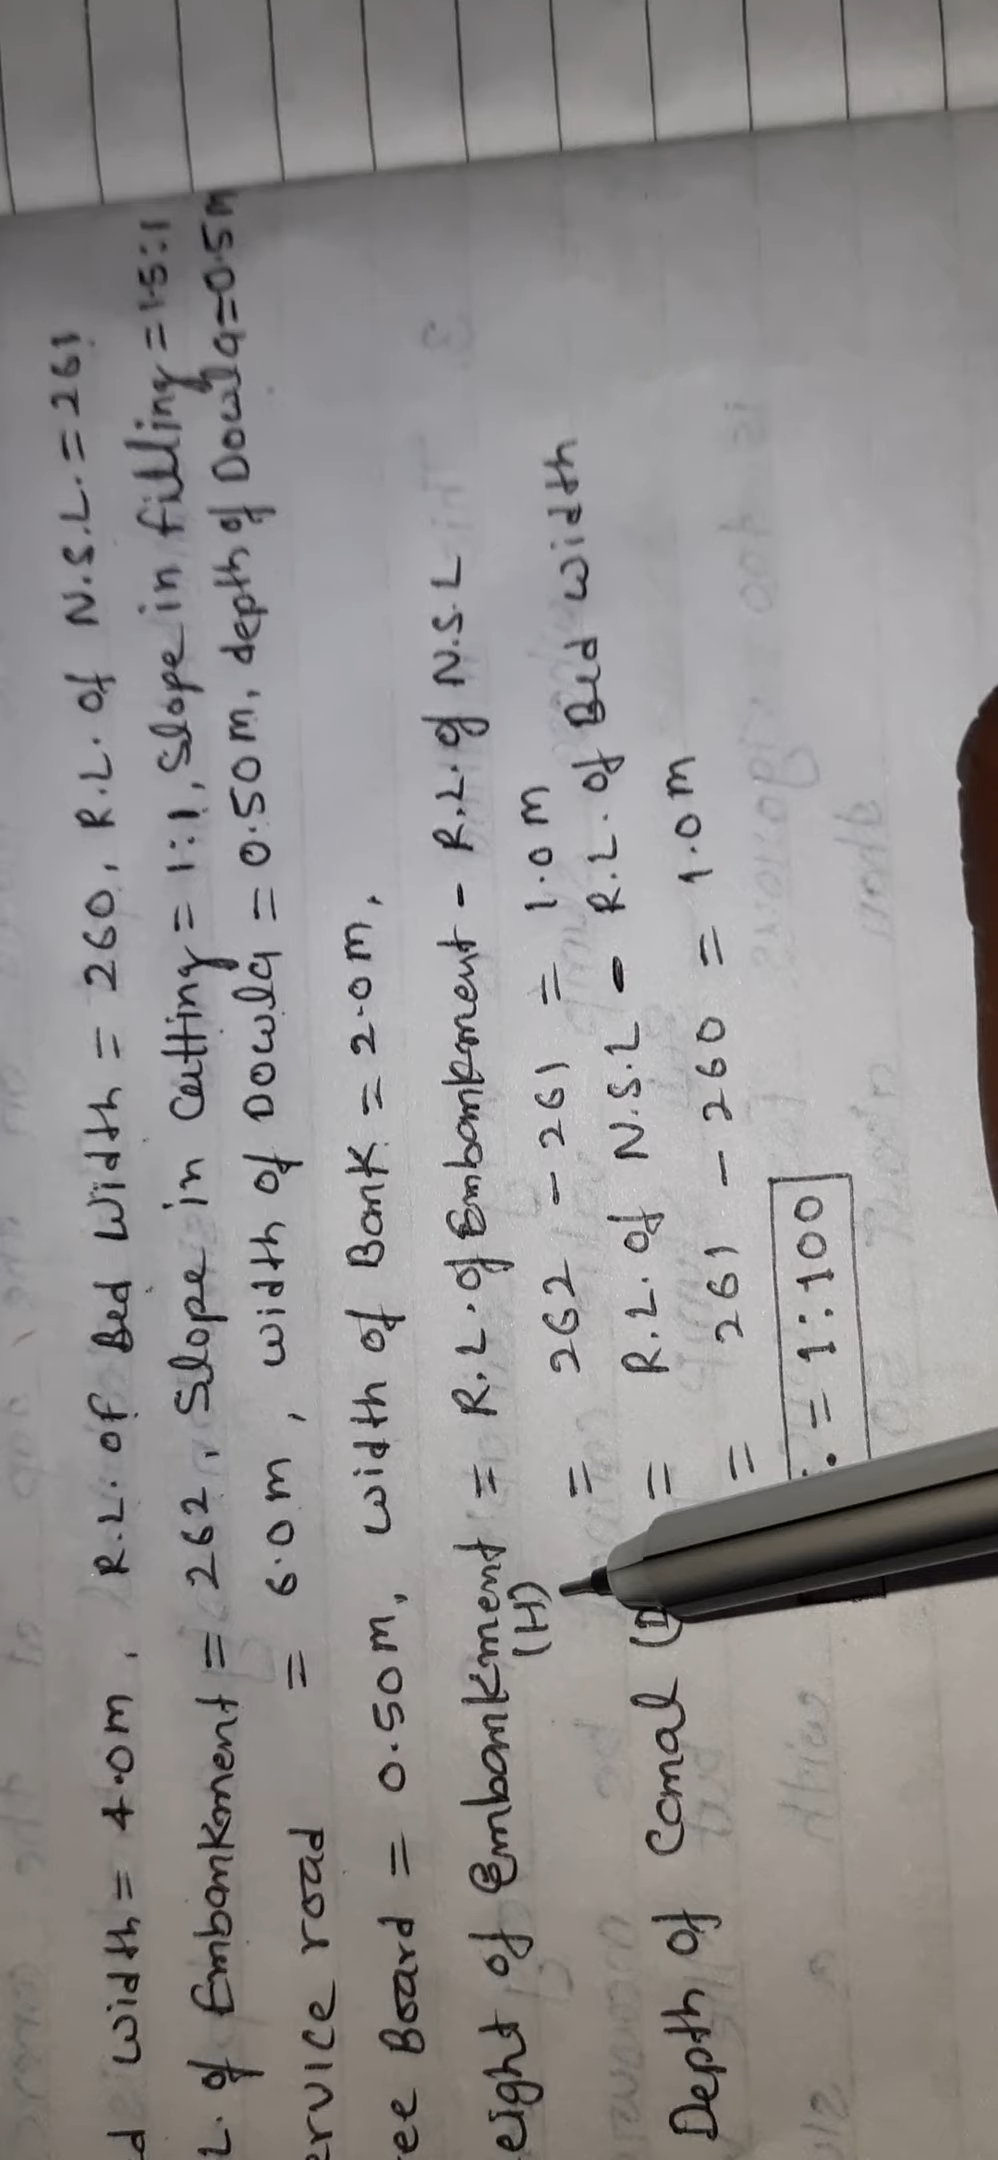 d width = 4.0m, R.L. of Bed width = 260, R.L. of N.S.L. = 261
L. of Embankment = 262, Slope in cutting = 1:1, Slope in filling = 1.5:1
ervice road = 6.0m, width of Dowla = 0.50m, depth of Dowla = 0.5m
ee Board = 0.50m, width of Bank = 2.0m,
eight of Embankment = R.L. of Embankment - R.L. of N.S.L
(H)
= 262 - 261 = 1.0m
Depth of Canal (D = R.L. of N.S.L - R.L. of Bed width
= 261 - 260 = 1.0m
= 1:100